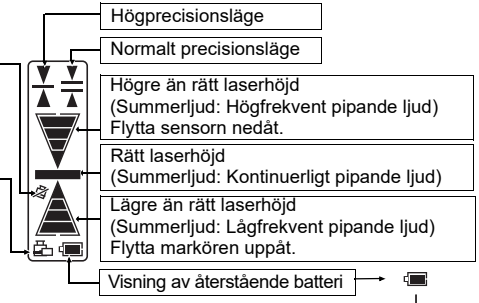 Högprecisionsläge
Normalt precisionsläge
Högre än rätt laserhöjd
(Summerljud: Högfrekvent pipande ljud)
Flytta sensorn nedåt.
Rätt laserhöjd
(Summerljud: Kontinuerligt pipande ljud)
Lägre än rätt laserhöjd
(Summerljud: Lågfrekvent pipande ljud)
Flytta markören uppåt.
Visning av återstående batteri